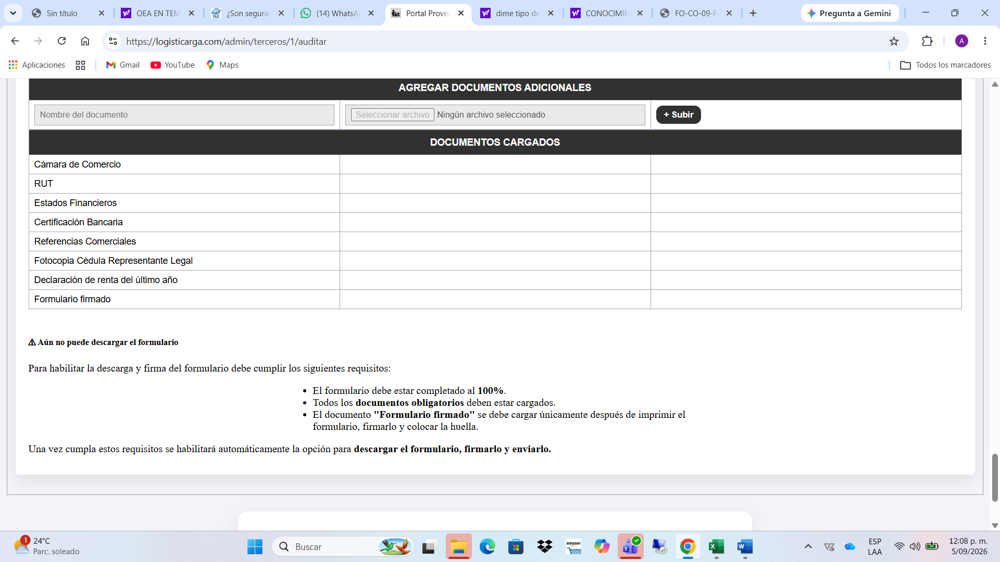 Sin título
OEA EN TEM
¿Son segura
(14) WhatsA
Portal Provee
dime tipo de
CONOCIMIE
FO-CO-09-F
Pregunta a Gemini
https://logisticarga.com/admin/terceros/1/auditar
A
Aplicaciones
Gmail
YouTube
Maps
Todos los marcadores
AGREGAR DOCUMENTOS ADICIONALES
Nombre del documento
Seleccionar archivo Ningún archivo seleccionado
+ Subir
DOCUMENTOS CARGADOS
Cámara de Comercio
RUT
Estados Financieros
Certificación Bancaria
Referencias Comerciales
Fotocopia Cédula Representante Legal
Declaración de renta del último año
Formulario firmado
⚠ Aún no puede descargar el formulario
Para habilitar la descarga y firma del formulario debe cumplir los siguientes requisitos:
• El formulario debe estar completado al 100%.
• Todos los documentos obligatorios deben estar cargados.
• El documento "Formulario firmado" se debe cargar únicamente después de imprimir el
formulario, firmarlo y colocar la huella.
Una vez cumpla estos requisitos se habilitará automáticamente la opción para descargar el formulario, firmarlo y enviarlo.
1
24°C
Parc. soleado
Buscar
amazon
ESP
LAA
12:08 p. m.
5/09/2026